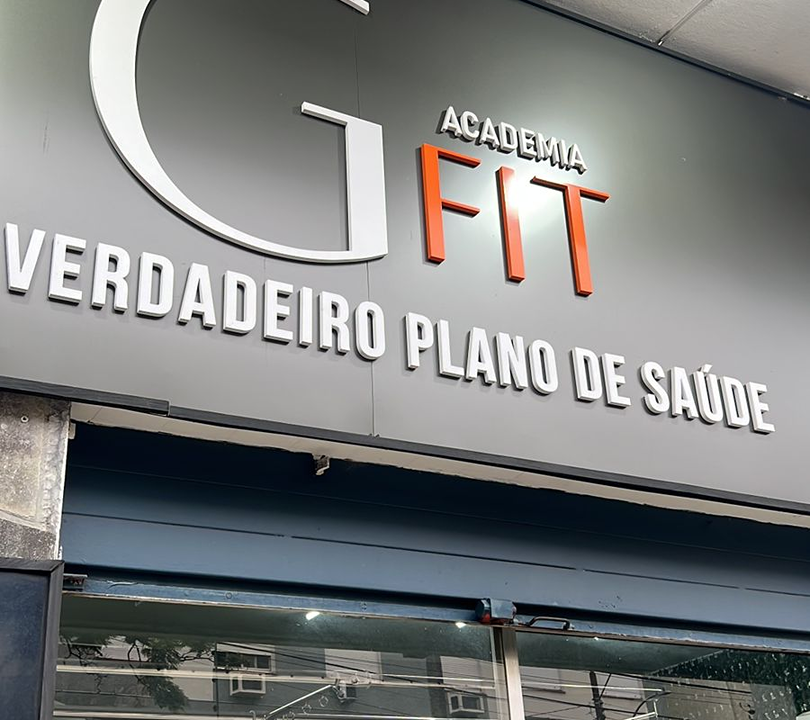 G
ACADEMIA
FIT
VERDADEIRO PLANO DE SAÚDE